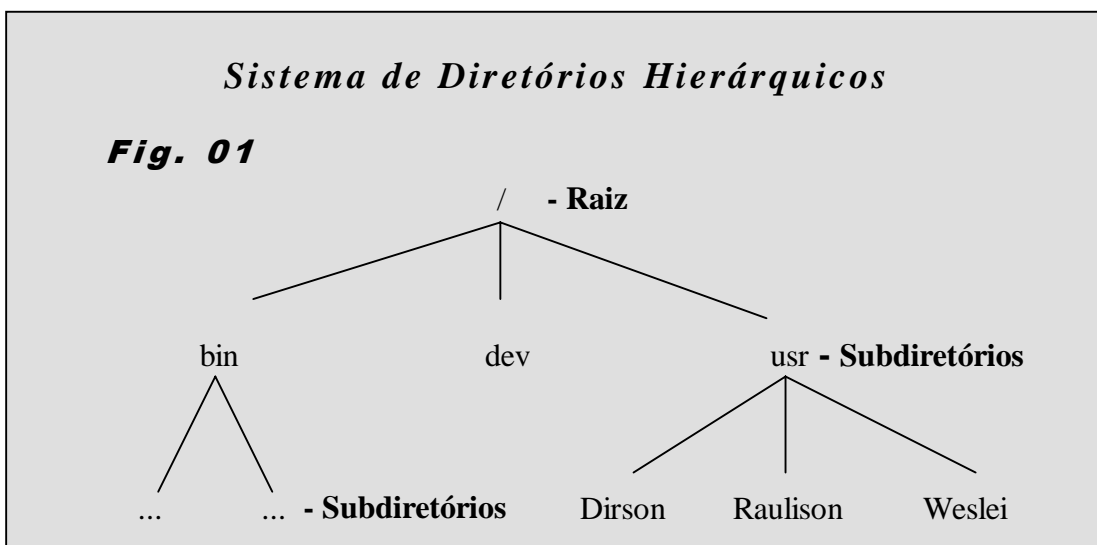 Sistema de Diretórios Hierárquicos
Fig. 01
/ - Raiz
bin dev usr - Subdiretórios
... ... - Subdiretórios Dirson Raulison Weslei